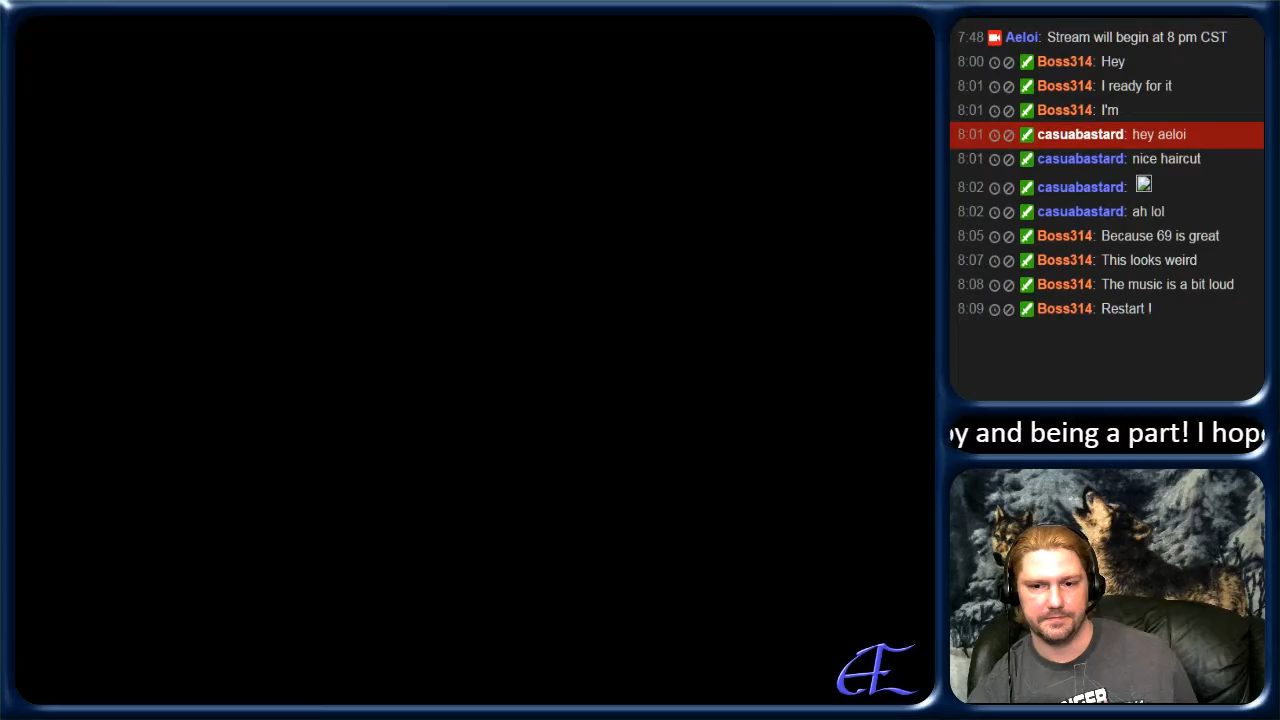 7:48 Aeloi: Stream will begin at 8 pm CST
8:00 Boss314: Hey
8:01 Boss314: I ready for it
8:01 Boss314: I'm
8:01 casuabastard: hey aeloi
8:01 casuabastard: nice haircut
8:02 casuabastard:
8:02 casuabastard: ah lol
8:05 Boss314: Because 69 is great
8:07 Boss314: This looks weird
8:08 Boss314: The music is a bit loud
8:09 Boss314: Restart !
and being a part! I hop